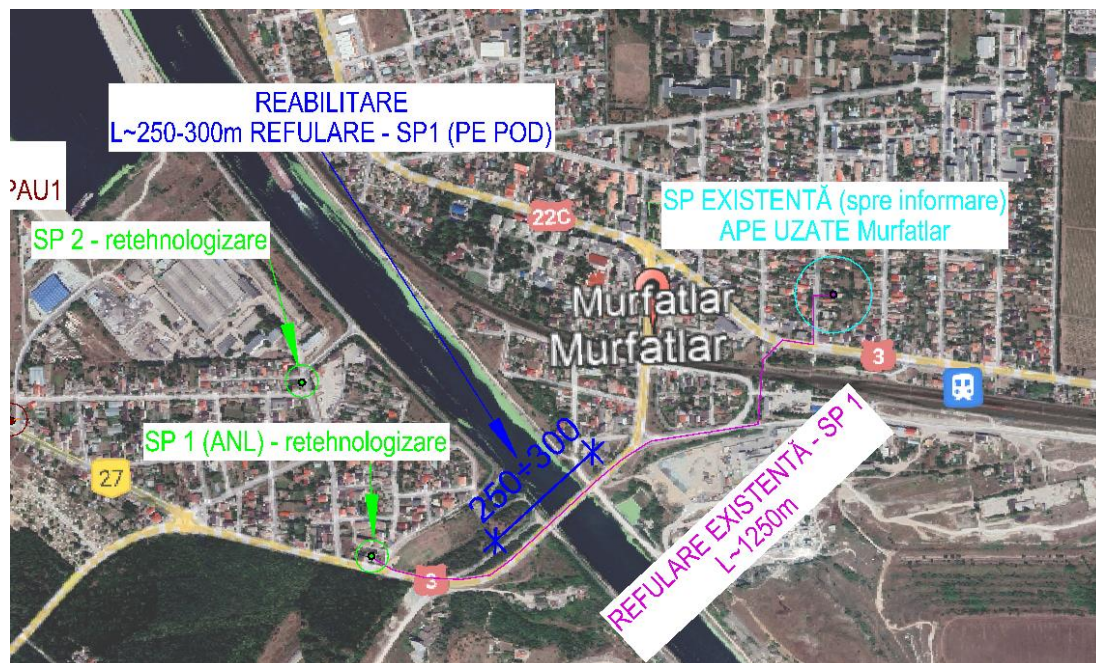 REABILITARE
L~250-300m REFULARE - SP1 (PE POD)
PAU1
SP 2 - retehnologizare
22C
SP EXISTENTĂ (spre informare)
APE UZATE Murfatlar
Murfatlar
Murfatlar
3
SP 1 (ANL) - retehnologizare
250÷300
27
3
REFULARE EXISTENTĂ - SP 1
L~1250m